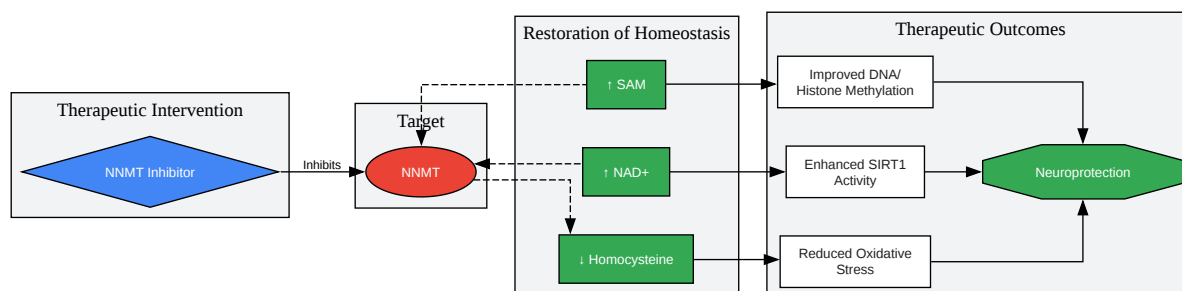 Therapeutic Intervention
NNMT Inhibitor
Inhibits
Target
NNMT
Restoration of Homeostasis
↑ SAM
↑ NAD+
↓ Homocysteine
Therapeutic Outcomes
Improved DNA/
Histone Methylation
Enhanced SIRT1
Activity
Reduced Oxidative
Stress
Neuroprotection